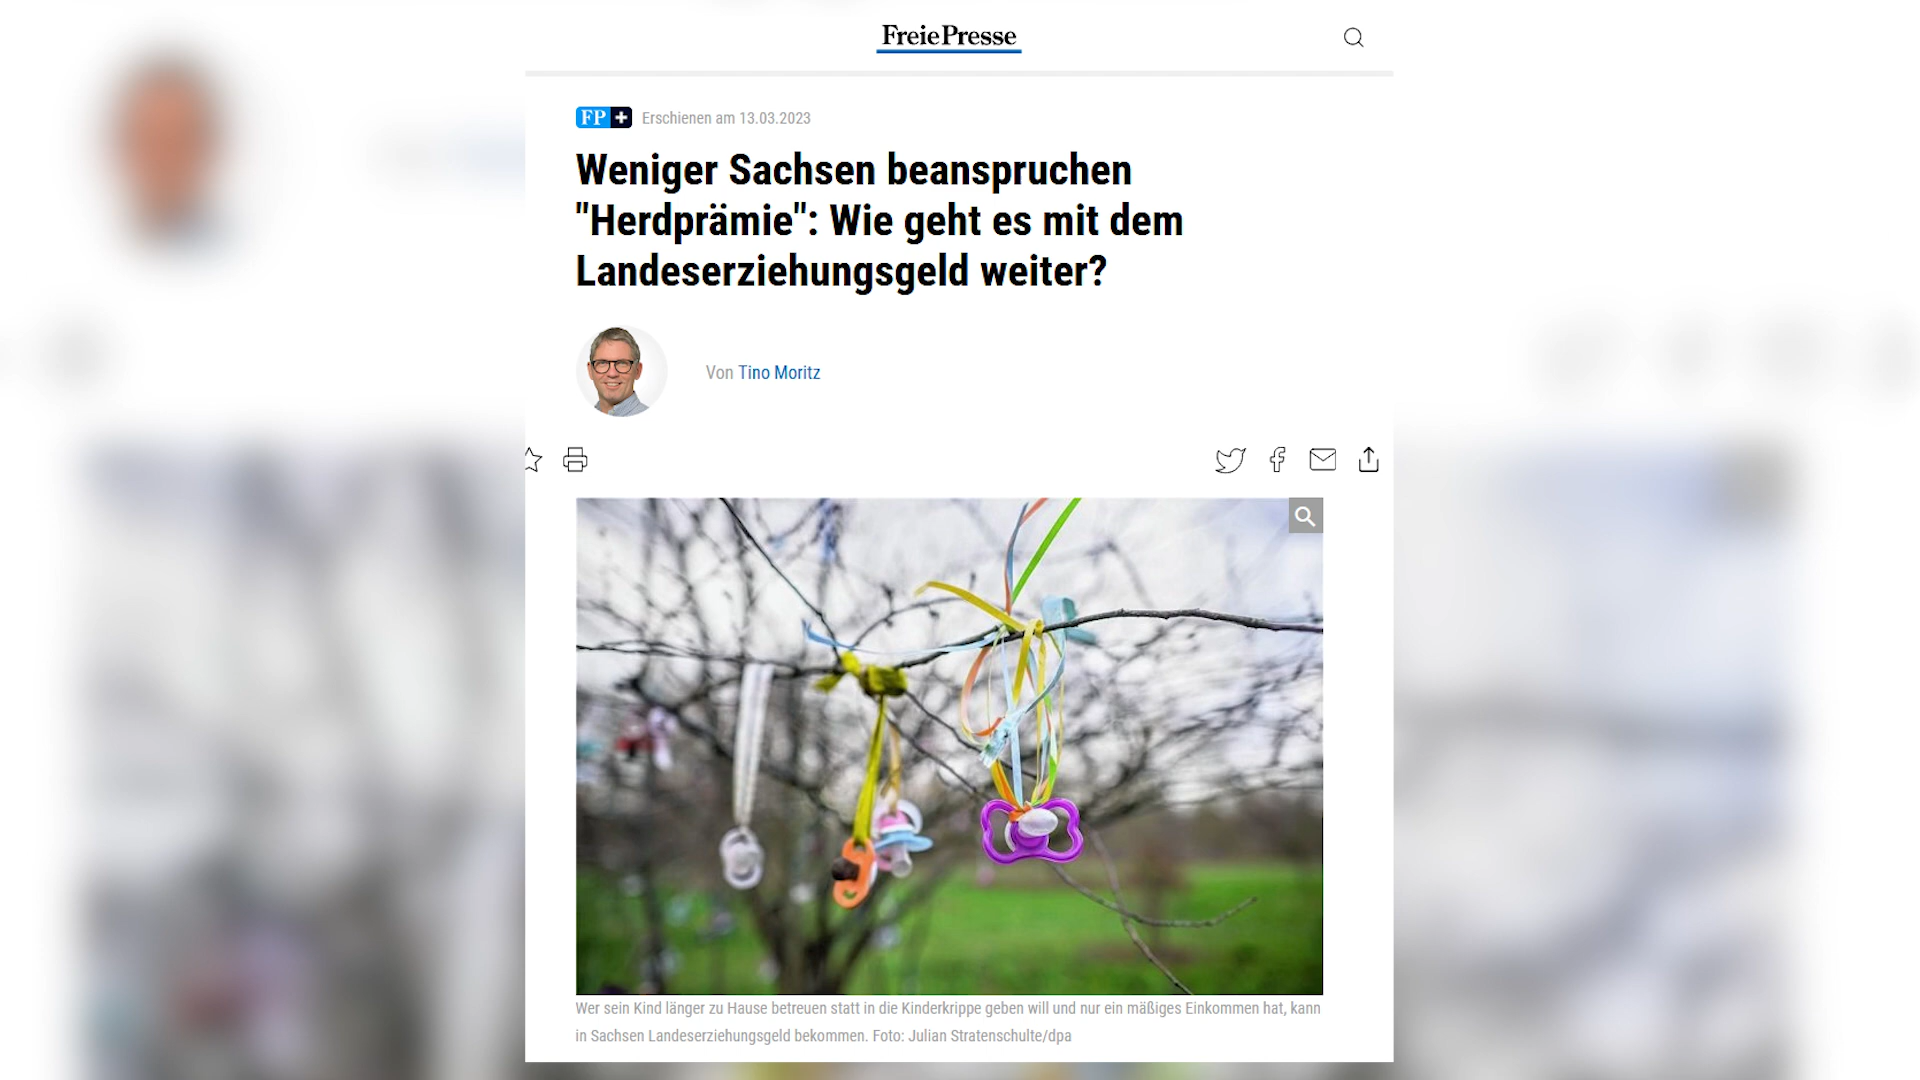 Freie Presse
FP+ Erschienen am 13.03.2023
Weniger Sachsen beanspruchen
"Herdprämie": Wie geht es mit dem
Landeserziehungsgeld weiter?
Von Tino Moritz
Wer sein Kind länger zu Hause betreuen statt in die Kinderkrippe geben will und nur ein mäßiges Einkommen hat, kann
in Sachsen Landeserziehungsgeld bekommen. Foto: Julian Stratenschulte/dpa